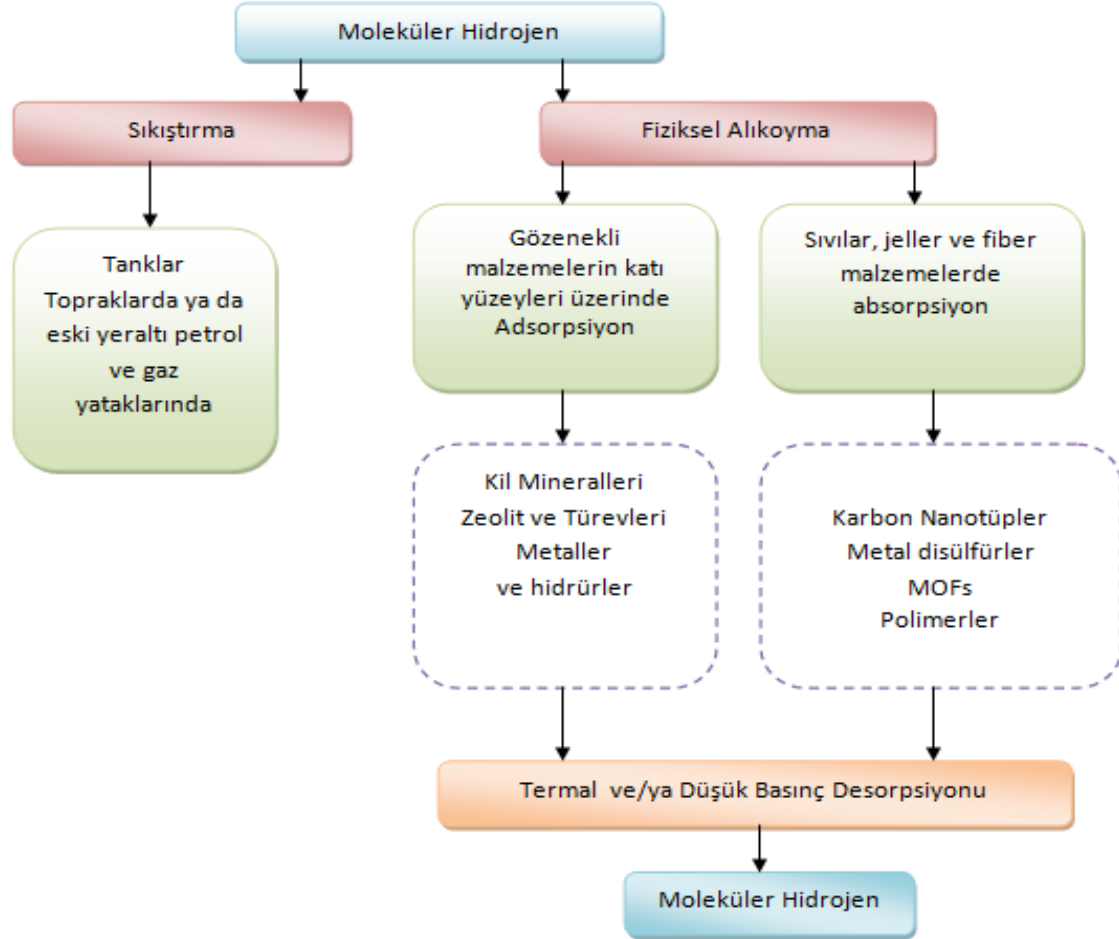 Moleküler Hidrojen
Sıkıştırma
Fiziksel Alıkoyma
Tanklar
Topraklarda ya da
eski yeraltı petrol
ve gaz
yataklarında
Gözenekli
malzemelerin katı
yüzeyleri üzerinde
Adsorpsiyon
Sıvılar, jeller ve fiber
malzemelerde
absorpsiyon
Kil Mineralleri
Zeolit ve Türevleri
Metaller
ve hidrürler
Karbon Nanotüpler
Metal disülfürler
MOFs
Polimerler
Termal ve/ya Düşük Basınç Desorpsiyonu
Moleküler Hidrojen